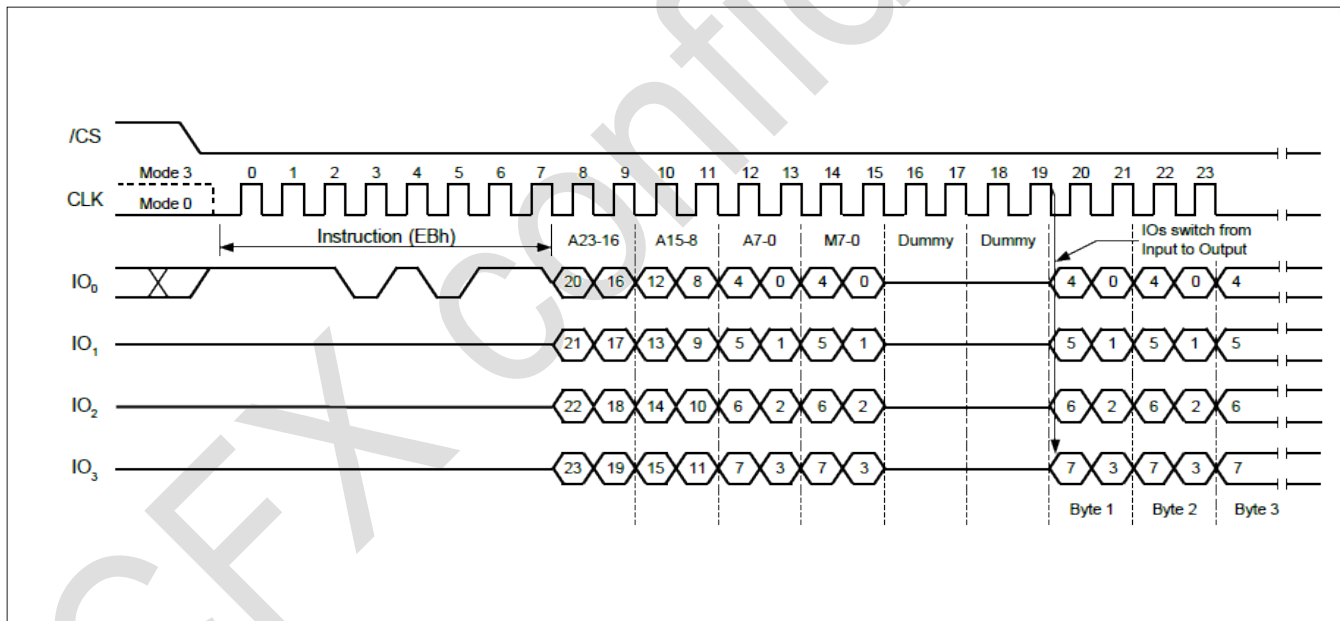 CFX confid
/CS
Mode 3 0 1 2 3 4 5 6 7 8 9 10 11 12 13 14 15 16 17 18 19 20 21 22 23
CLK
Mode 0
Instruction (EBh) A23-16 A15-8 A7-0 M7-0 Dummy Dummy
IOs switch from
Input to Output
IO0 20 16 12 8 4 0 4 0 4 0 4 0 4
IO1 21 17 13 9 5 1 5 1 5 1 5 1 5
IO2 22 18 14 10 6 2 6 2 6 2 6 2 6
IO3 23 19 15 11 7 3 7 3 7 3 7 3 7
Byte 1 Byte 2 Byte 3